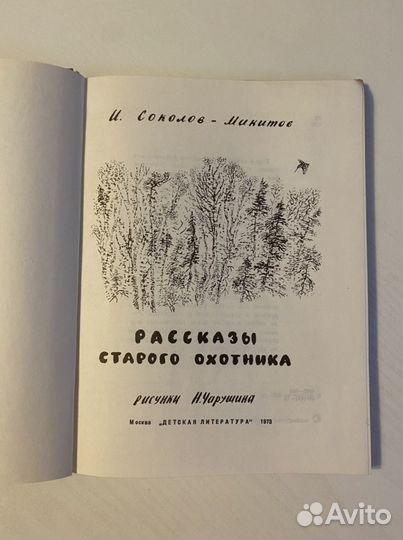 И. Соколов - Микитов
РАССКАЗЫ
СТАРОГО ОХОТНИКА
рисунки Н.Чарушина
Москва „ДЕТСКАЯ ЛИТЕРАТУРА" 1973
Avito